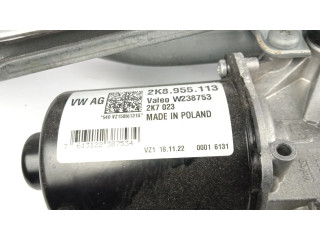 VW AG
2K8.955.113
Valeo W238753
2K7 023
MADE IN POLAND
VZ1 18.11.22 0001 6131